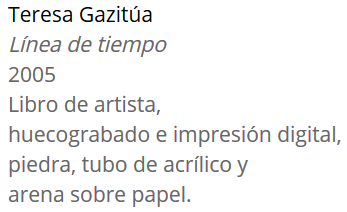 Teresa Gazitúa
Línea de tiempo
2005
Libro de artista,
huecograbado e impresión digital,
piedra, tubo de acrílico y
arena sobre papel.